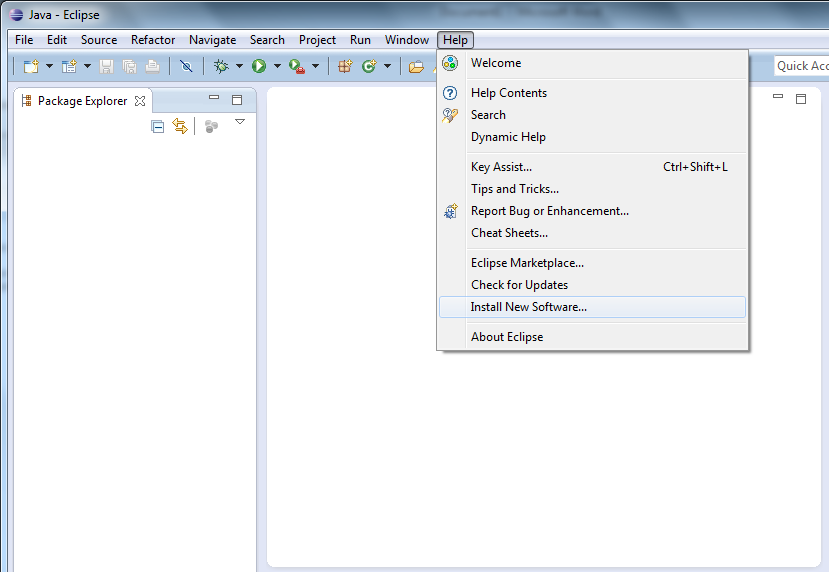 Java - Eclipse
File Edit Source Refactor Navigate Search Project Run Window Help
Quick Acc
Package Explorer
Welcome
Help Contents
Search
Dynamic Help
Key Assist... Ctrl+Shift+L
Tips and Tricks...
Report Bug or Enhancement...
Cheat Sheets...
Eclipse Marketplace...
Check for Updates
Install New Software...
About Eclipse